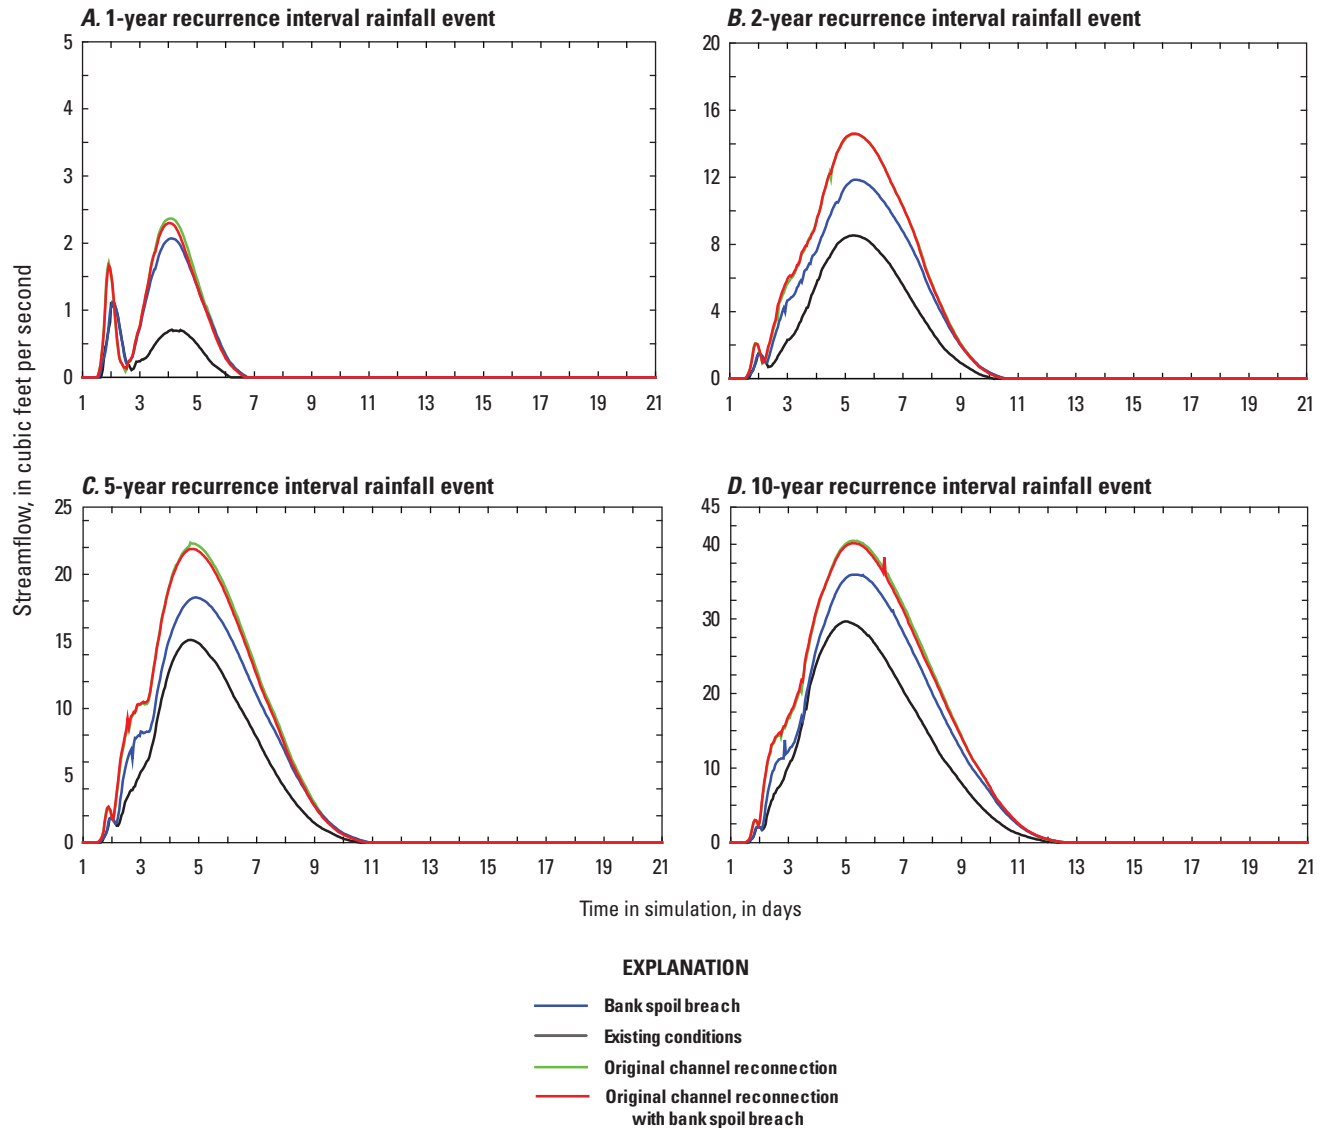 A. 1-year recurrence interval rainfall event
5
4
3
2
1
0
1 3 5 7 9 11 13 15 17 19 21
B. 2-year recurrence interval rainfall event
20
16
12
8
4
0
1 3 5 7 9 11 13 15 17 19 21
Streamflow, in cubic feet per second
C. 5-year recurrence interval rainfall event
25
20
15
10
5
0
1 3 5 7 9 11 13 15 17 19 21
D. 10-year recurrence interval rainfall event
45
40
30
20
10
0
1 3 5 7 9 11 13 15 17 19 21
Time in simulation, in days
EXPLANATION
Bank spoil breach
Existing conditions
Original channel reconnection
Original channel reconnection
with bank spoil breach